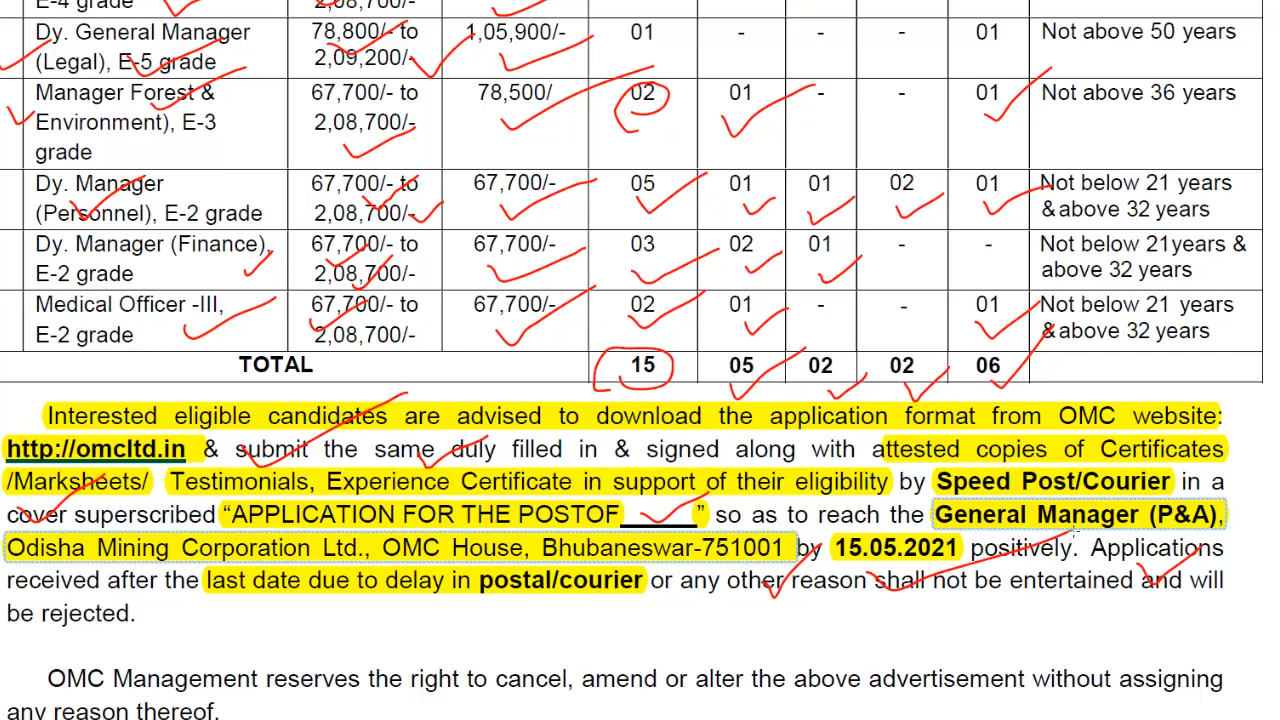 E-4 grade 2,08,700/-
Dy. General Manager 78,800/- to 1,05,900/- 01 - - - 01 Not above 50 years
(Legal), E-5 grade 2,09,200/-
Manager Forest & 67,700/- to 78,500/ 02 01 - - 01 Not above 36 years
Environment), E-3 2,08,700/-
grade
Dy. Manager 67,700/- to 67,700/- 05 01 01 02 01 Not below 21 years
(Personnel), E-2 grade 2,08,700/- &above 32 years
Dy. Manager (Finance), 67,700/- to 67,700/- 03 02 01 - - Not below 21years &
E-2 grade 2,08,700/- above 32 years
Medical Officer -III, 67,700/- to 67,700/- 02 01 - - 01 Not below 21 years
E-2 grade 2,08,700/- &above 32 years
TOTAL 15 05 02 02 06
Interested eligible candidates are advised to download the application format from OMC website:
http://omcltd.in & submit the same duly filled in & signed along with attested copies of Certificates
/Marksheets/ Testimonials, Experience Certificate in support of their eligibility by Speed Post/Courier in a
cover superscribed “APPLICATION FOR THE POSTOF ______” so as to reach the General Manager (P&A),
Odisha Mining Corporation Ltd., OMC House, Bhubaneswar-751001 by 15.05.2021 positively. Applications
received after the last date due to delay in postal/courier or any other reason shall not be entertained and will
be rejected.
OMC Management reserves the right to cancel, amend or alter the above advertisement without assigning
any reason thereof.